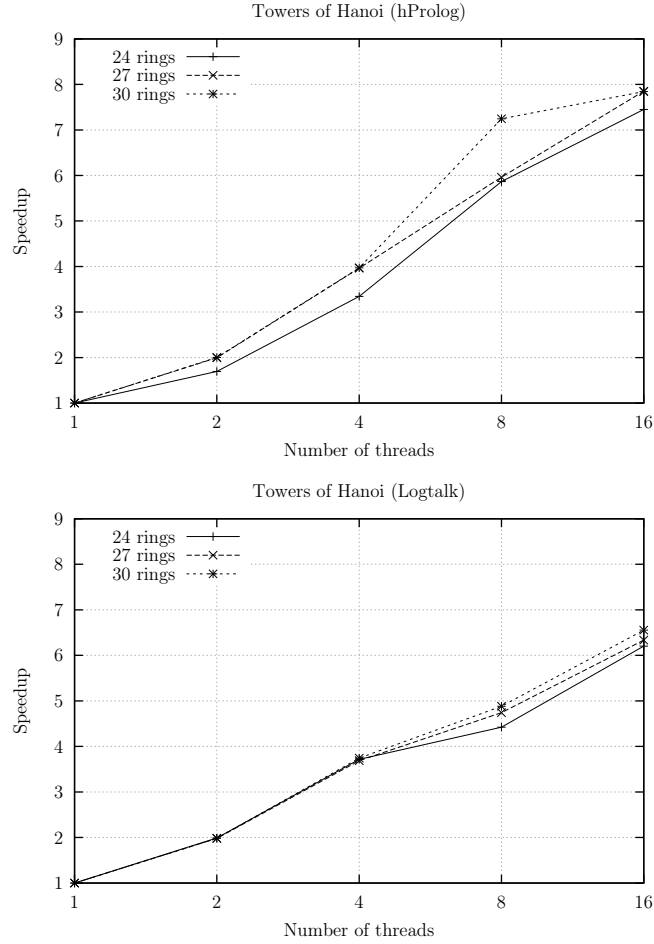 Towers of Hanoi (hProlog)
9
8
7
6
5
4
3
2
1
Speedup
24 rings
27 rings
30 rings
1 2 4 8 16
Number of threads
Towers of Hanoi (Logtalk)
9
8
7
6
5
4
3
2
1
Speedup
24 rings
27 rings
30 rings
1 2 4 8 16
Number of threads